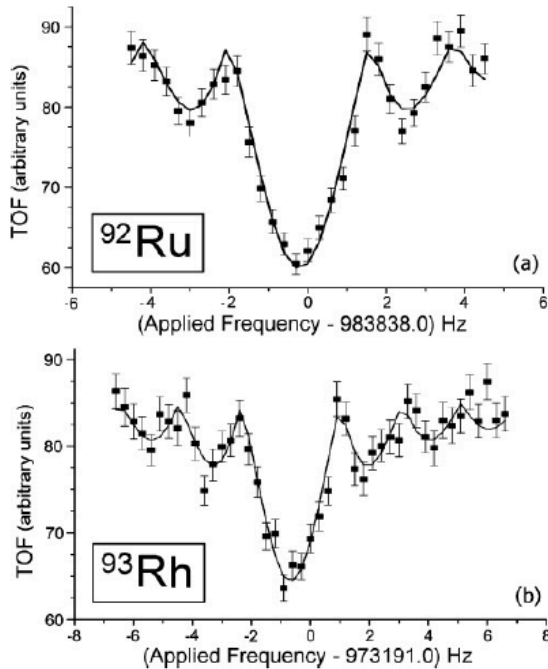 90
80
70
60
TOF (arbitrary units)
92Ru
(a)
-6 -4 -2 0 2 4 6
(Applied Frequency - 983838.0) Hz
90
80
70
60
TOF (arbitrary units)
93Rh
(b)
-8 -6 -4 -2 0 2 4 6 8
(Applied Frequency - 973191.0) Hz